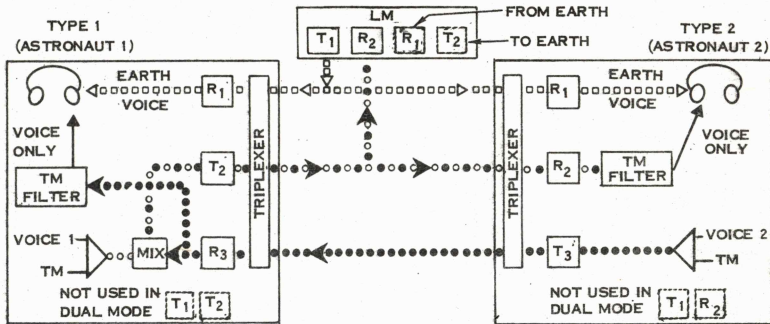 TYPE 1
(ASTRONAUT 1)
LM
T1 R2 R1 T2
FROM EARTH
TO EARTH
TYPE 2
(ASTRONAUT 2)
EARTH
VOICE
R1
TRIPLEXER
VOICE
ONLY
T2
TM
FILTER
VOICE 1
TM
MIX
R3
NOT USED IN
DUAL MODE
T1 T2
TRIPLEXER
R1
EARTH
VOICE
VOICE
ONLY
R2
TM
FILTER
T3
VOICE 2
TM
NOT USED IN
DUAL MODE
T1 R2